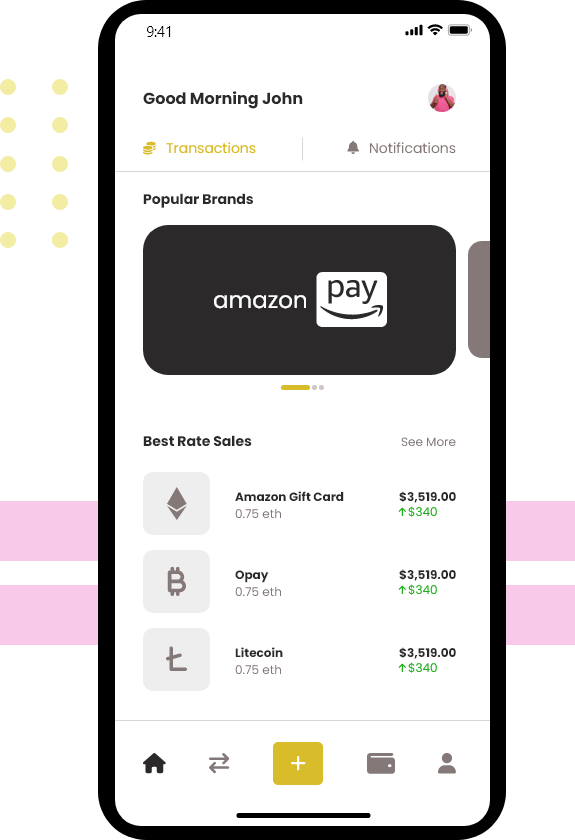 9:41
Good Morning John
Transactions
Notifications
Popular Brands
amazon pay
Best Rate Sales
See More
Amazon Gift Card
$3,519.00
0.75 eth
↑$340
Opay
$3,519.00
0.75 eth
↑$340
Litecoin
$3,519.00
0.75 eth
↑$340